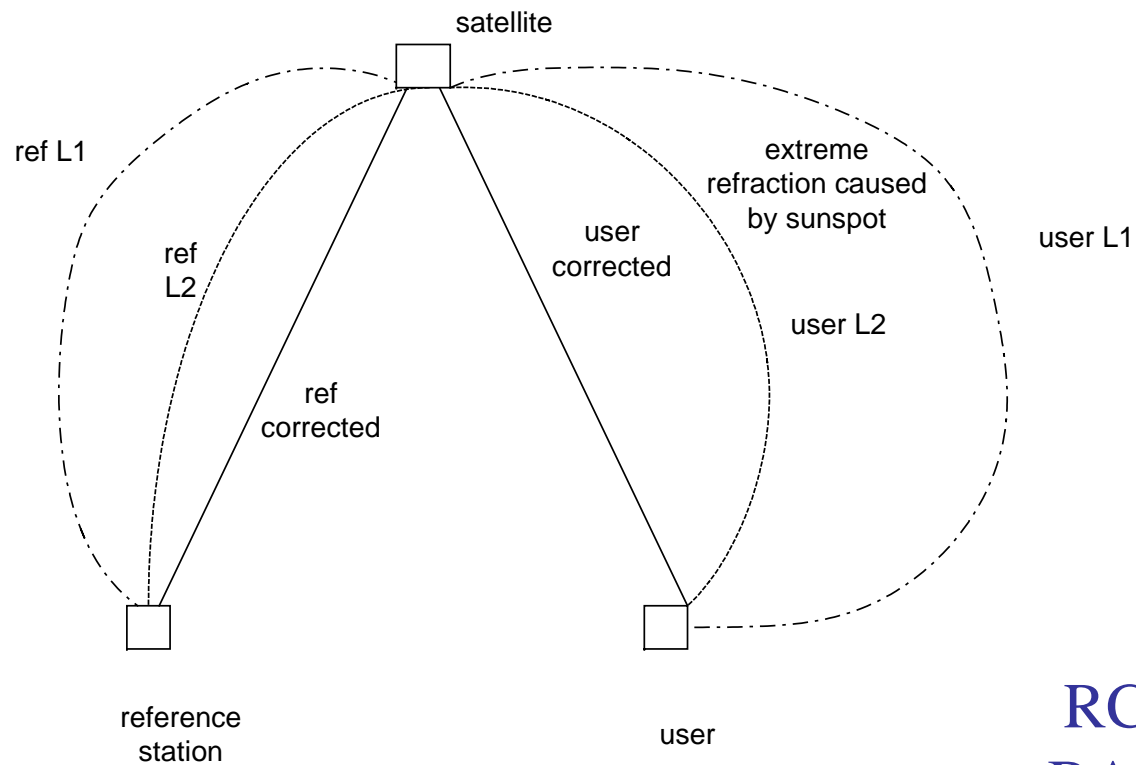 satellite
ref L1
extreme
refraction caused
by sunspot
user L1
user
corrected
ref
L2
user L2
ref
corrected
reference
station
user